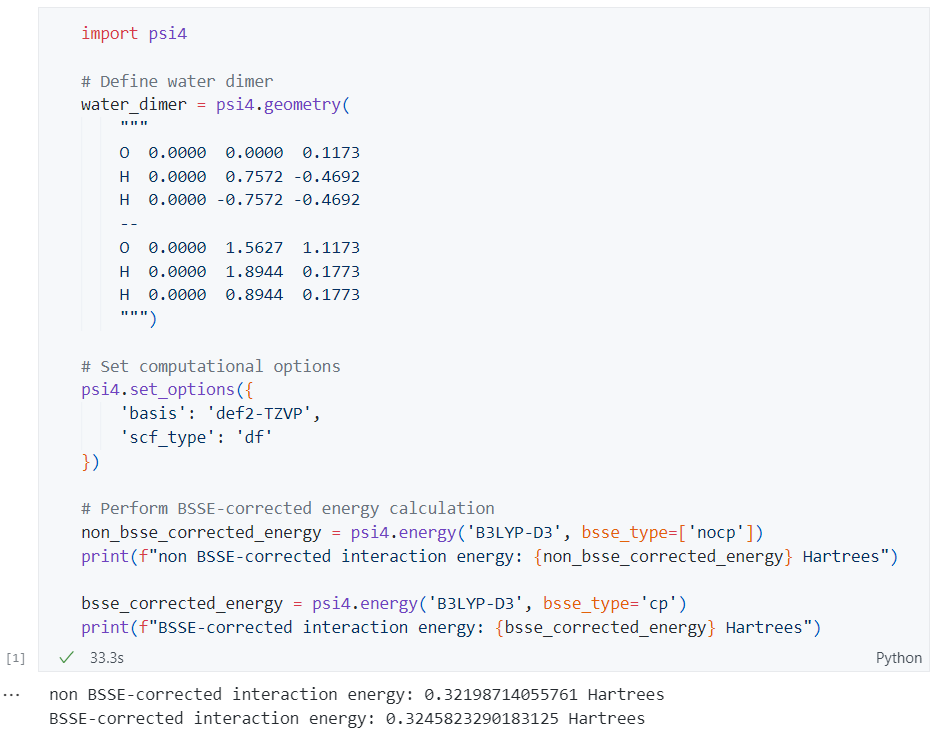 import psi4
# Define water dimer
water_dimer = psi4.geometry(
"""
O  0.0000  0.0000  0.1173
H  0.0000  0.7572 -0.4692
H  0.0000 -0.7572 -0.4692
--
O  0.0000  1.5627  1.1173
H  0.0000  1.8944  0.1773
H  0.0000  0.8944  0.1773
""")
# Set computational options
psi4.set_options({
'basis': 'def2-TZVP',
'scf_type': 'df'
})
# Perform BSSE-corrected energy calculation
non_bsse_corrected_energy = psi4.energy('B3LYP-D3', bsse_type=['nocp'])
print(f"non BSSE-corrected interaction energy: {non_bsse_corrected_energy} Hartrees")
bsse_corrected_energy = psi4.energy('B3LYP-D3', bsse_type='cp')
print(f"BSSE-corrected interaction energy: {bsse_corrected_energy} Hartrees")
[1] ✓ 33.3s Python
... non BSSE-corrected interaction energy: 0.32198714055761 Hartrees
BSSE-corrected interaction energy: 0.3245823290183125 Hartrees